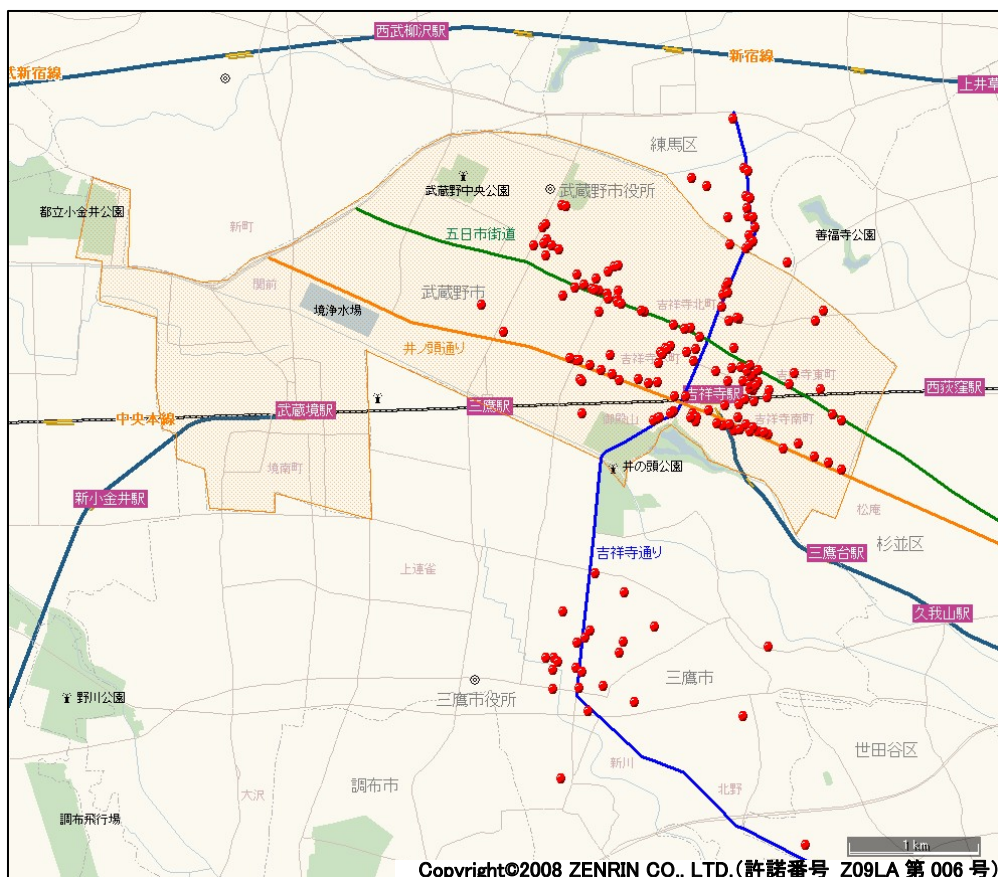 西武柳沢駅
新宿線
武新宿線
上井草
練馬区
武蔵野中央公園
武蔵野市役所
都立小金井公園
新町
五日市街道
善福寺公園
関前
武蔵野市
境浄水場
吉祥寺北町
井ノ頭通り
吉祥寺東町
吉祥寺駅
西荻窪駅
中央本線
武蔵境駅
三鷹駅
御殿山
吉祥寺南町
境南町
井の頭公園
新小金井駅
松庵
杉並区
吉祥寺通り
三鷹台駅
上連雀
久我山駅
野川公園
三鷹市役所
三鷹市
世田谷区
新川
調布市
大沢
北野
調布飛行場
1 km
Copyright©2008 ZENRIN CO., LTD.(許諾番号 Z09LA 第 006 号)